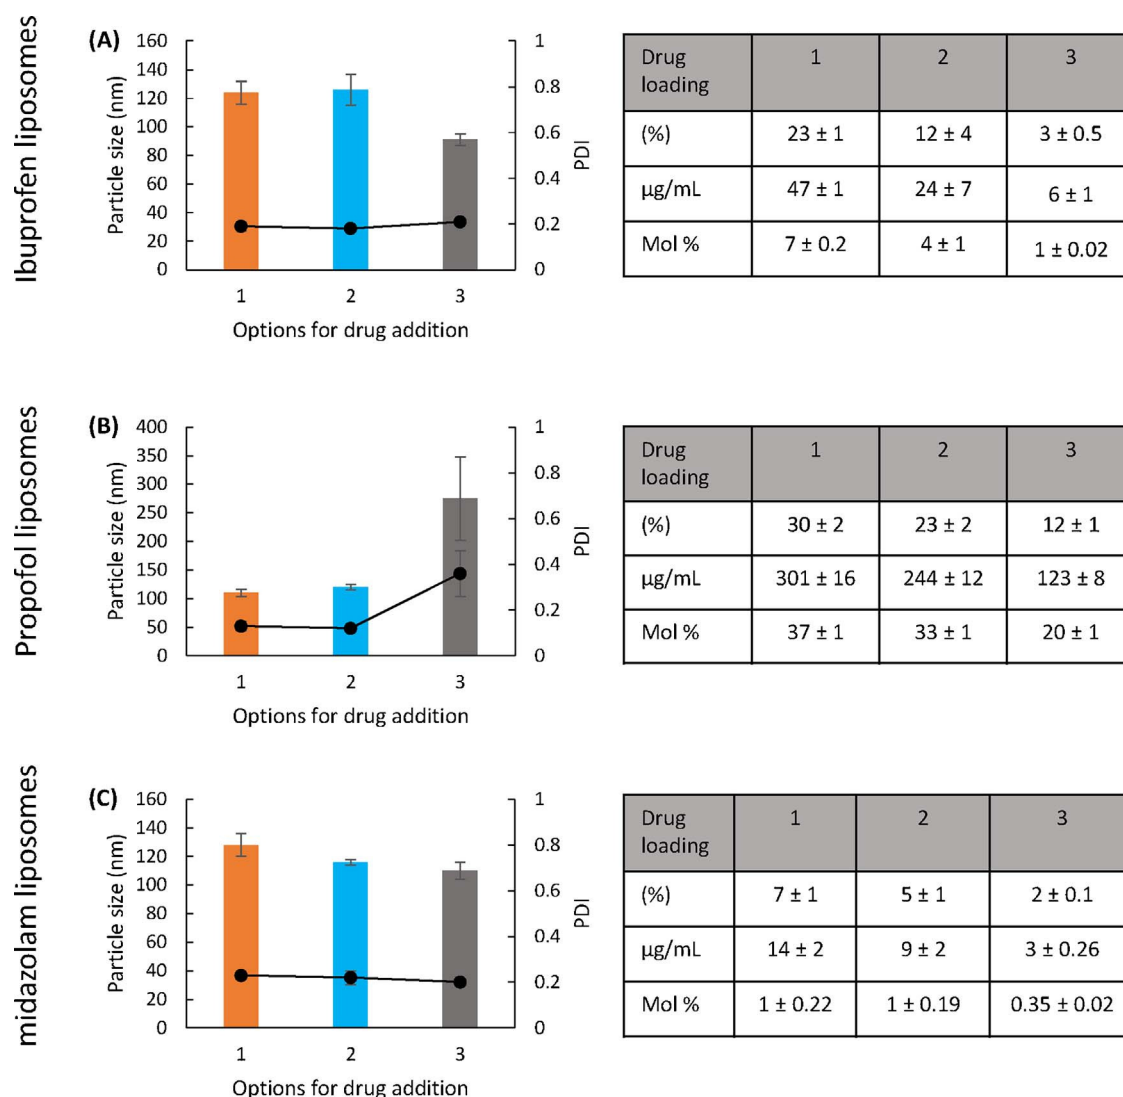 Ibuprofen liposomes
(A)
Particle size (nm)
160
140
120
100
80
60
40
20
0
1
0.8
0.6
0.4
0.2
0
PDI
1 2 3
Options for drug addition
Drug loading 1 2 3
(%) 23 ± 1 12 ± 4 3 ± 0.5
µg/mL 47 ± 1 24 ± 7 6 ± 1
Mol % 7 ± 0.2 4 ± 1 1 ± 0.02
Propofol liposomes
(B)
Particle size (nm)
400
350
300
250
200
150
100
50
0
1
0.8
0.6
0.4
0.2
0
PDI
1 2 3
Options for drug addition
Drug loading 1 2 3
(%) 30 ± 2 23 ± 2 12 ± 1
µg/mL 301 ± 16 244 ± 12 123 ± 8
Mol % 37 ± 1 33 ± 1 20 ± 1
midazolam liposomes
(C)
Particle size (nm)
160
140
120
100
80
60
40
20
0
1
0.8
0.6
0.4
0.2
0
PDI
1 2 3
Options for drug addition
Drug loading 1 2 3
(%) 7 ± 1 5 ± 1 2 ± 0.1
µg/mL 14 ± 2 9 ± 2 3 ± 0.26
Mol % 1 ± 0.22 1 ± 0.19 0.35 ± 0.02